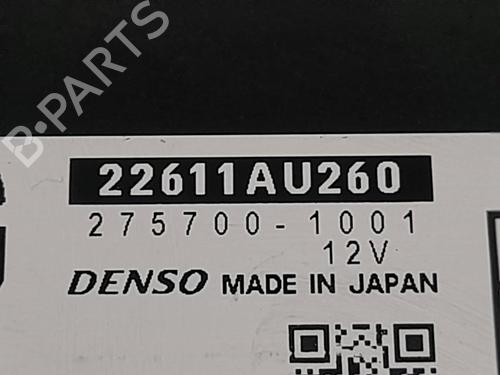 B-PARTS
22611AU260
275700-1001
12V
DENSO MADE IN JAPAN